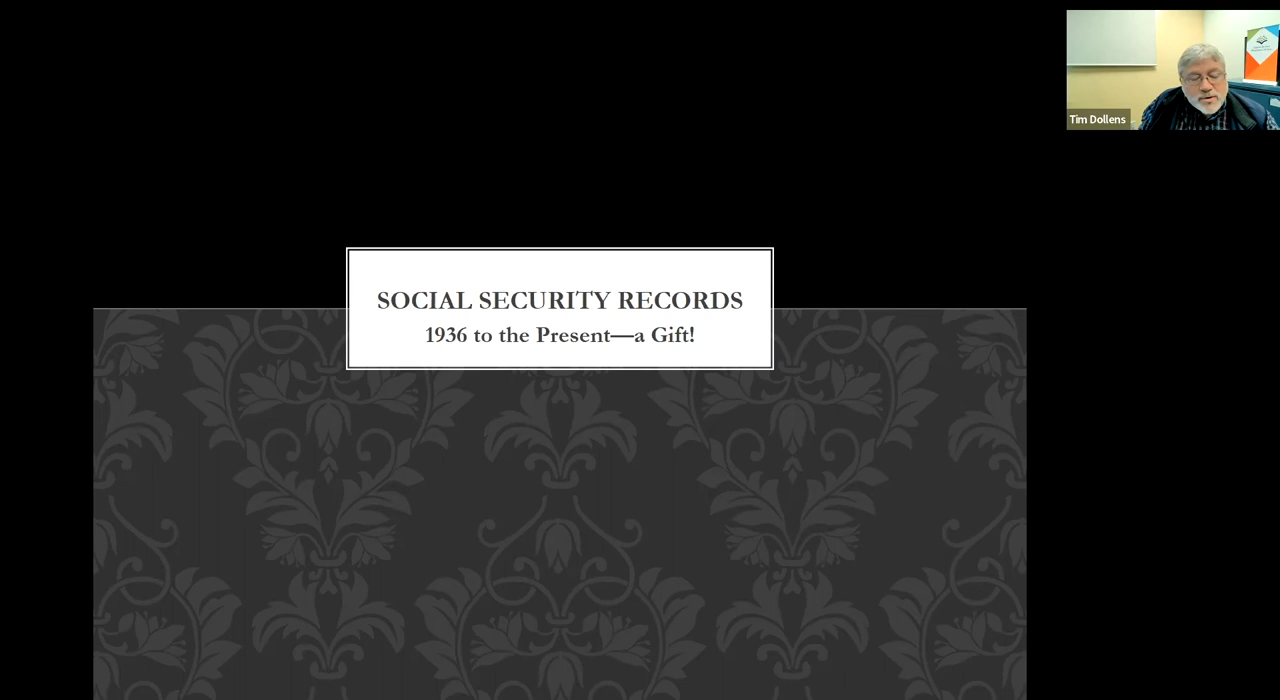 SOCIAL SECURITY RECORDS
1936 to the Present—a Gift!
Tim Dollens